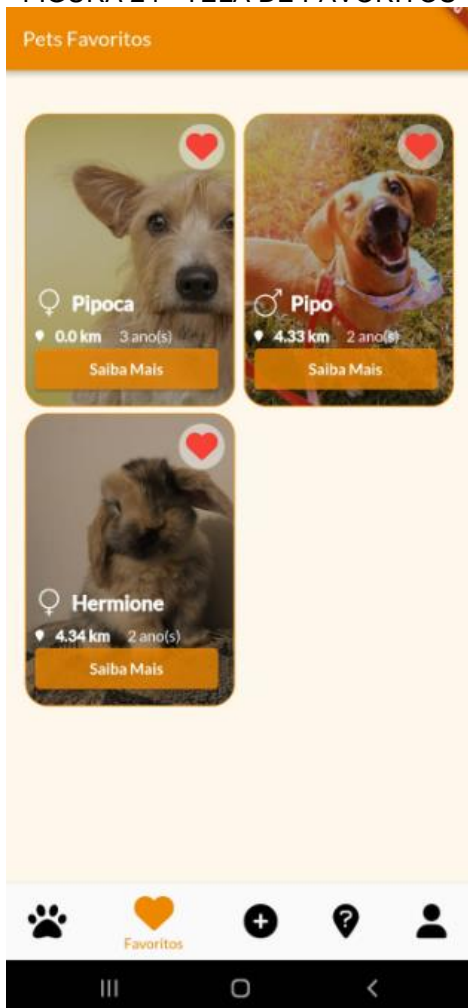 Pets Favoritos
Pipoca
0.0 km 3 ano(s)
Saiba Mais
Pipo
4.33 km 2 ano(s)
Saiba Mais
Hermione
4.34 km 2 ano(s)
Saiba Mais
Favoritos